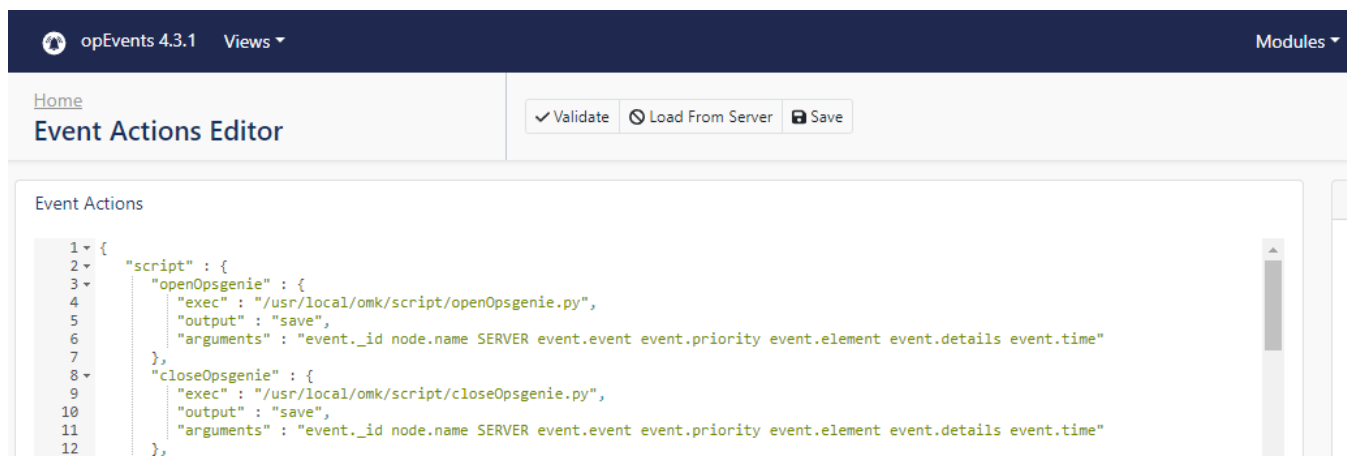 opEvents 4.3.1 Views Modules
Home
Event Actions Editor
Validate Load From Server Save
Event Actions
1 {
2 "script" : {
3 "openOpsgenie" : {
4 "exec" : "/usr/local/omk/script/openOpsgenie.py",
5 "output" : "save",
6 "arguments" : "event._id node.name SERVER event.event event.priority event.element event.details event.time"
7 },
8 "closeOpsgenie" : {
9 "exec" : "/usr/local/omk/script/closeOpsgenie.py",
10 "output" : "save",
11 "arguments" : "event._id node.name SERVER event.event event.priority event.element event.details event.time"
12 },